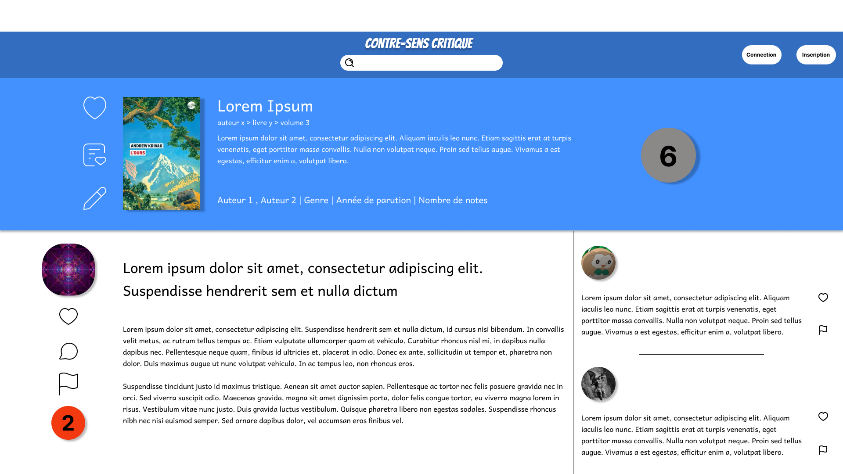 CONTRE-SENS CRITIQUE
Connection
Inscription
Lorem Ipsum
auteur x > livre y > volume 3
Lorem ipsum dolor sit amet, consectetur adipiscing elit. Aliquam iaculis leo nunc. Etiam sagittis erat at turpis
venenatis, eget porttitor massa convallis. Nulla non volutpat neque. Proin sed tellus augue. Vivamus a est
egestas, efficitur enim a, volutpat libero.
ANDREW KRIVAK
L'OURS
Auteur 1 , Auteur 2 | Genre | Année de parution | Nombre de notes
6
Lorem ipsum dolor sit amet, consectetur adipiscing elit.
Suspendisse hendrerit sem et nulla dictum
Lorem ipsum dolor sit amet, consectetur adipiscing elit. Suspendisse hendrerit sem et nulla dictum, id cursus nisi bibendum. In convallis
velit metus, ac rutrum tellus tempus ac. Etiam vulputate ullamcorper quam at vehicula. Curabitur rhoncus nisl mi, in dapibus nulla
dapibus nec. Pellentesque neque quam, finibus id ultricies et, placerat in odio. Donec ex ante, sollicitudin ut tempor et, pharetra non
dolor. Duis maximus augue ut nunc maximus volutpat. In ac tempus leo, non rhoncus eros.
Suspendisse tincidunt justo id maximus tristique. Aenean sit amet auctor sapien. Pellentesque ac tortor nec felis posuere gravida nec in
orci. Sed viverra suscipit odio. Maecenas gravida, magna sit amet dignissim porta, dolor felis congue tortor, eu viverra magna lorem in
risus. Vestibulum vitae nunc justo. Duis gravida luctus vestibulum. Quisque pharetra libero non egestas sodales. Suspendisse rhoncus
nibh nec nisi euismod semper. Sed ornare dapibus dolor, vel accumsan eros finibus vel.
2
Lorem ipsum dolor sit amet, consectetur adipiscing elit. Aliquam
iaculis leo nunc. Etiam sagittis erat at turpis venenatis, eget
porttitor massa convallis. Nulla non volutpat neque. Proin sed tellus
augue. Vivamus a est egestas, efficitur enim a, volutpat libero.
Lorem ipsum dolor sit amet, consectetur adipiscing elit. Aliquam
iaculis leo nunc. Etiam sagittis erat at turpis venenatis, eget
porttitor massa convallis. Nulla non volutpat neque. Proin sed tellus
augue. Vivamus a est egestas, efficitur enim a, volutpat libero.